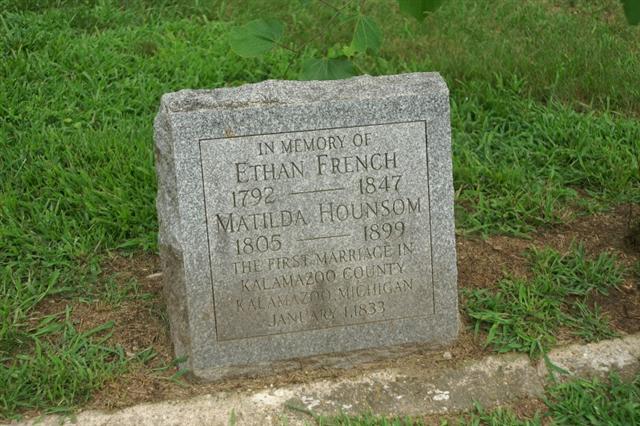 IN MEMORY OF
ETHAN FRENCH
1792 — 1847
MATILDA HOUNSOM
1805 — 1899
THE FIRST MARRIAGE IN
KALAMAZOO COUNTY
KALAMAZOO, MICHIGAN
JANUARY 1, 1833